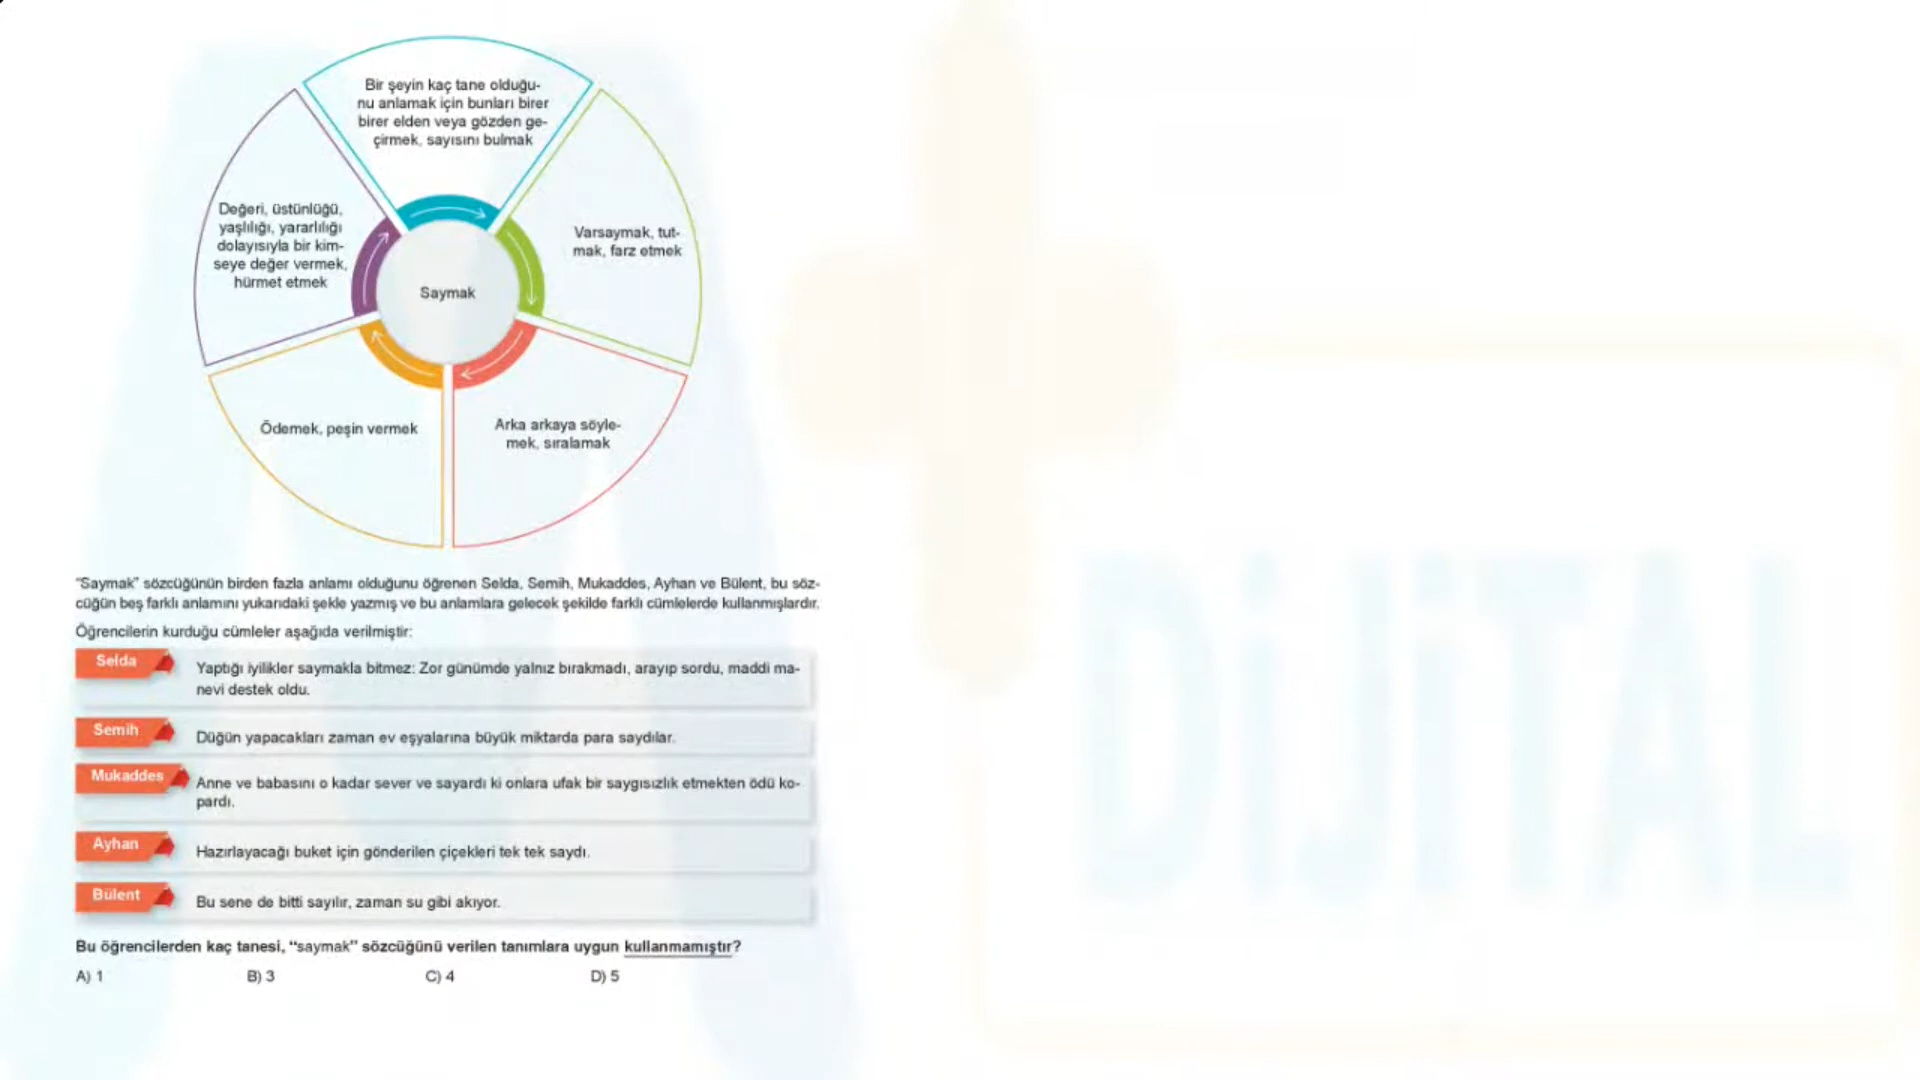 Bir şeyin kaç tane olduğu-
nu anlamak için bunları birer
birer elden veya gözden ge-
çirmek, sayısını bulmak
Değeri, üstünlüğü,
yaşlılığı, yararlılığı
dolayısıyla bir kim-
seye değer vermek,
hürmet etmek
Varsaymak, tut-
mak, farz etmek
Saymak
Ödemek, peşin vermek
Arka arkaya söyle-
mek, sıralamak
"Saymak" sözcüğünün birden fazla anlamı olduğunu öğrenen Selda, Semih, Mukaddes, Ayhan ve Bülent, bu söz-
cüğün beş farklı anlamını yukarıdaki şekle yazmış ve bu anlamlara gelecek şekilde farklı cümlelerde kullanmışlardır.
Öğrencilerin kurduğu cümleler aşağıda verilmiştir:
Selda
Yaptığı iyilikler saymakla bitmez: Zor günümde yalnız bırakmadı, arayıp sordu, maddi ma-
nevi destek oldu.
Semih
Düğün yapacakları zaman ev eşyalarına büyük miktarda para saydılar.
Mukaddes
Anne ve babasını o kadar sever ve sayardı ki onlara ufak bir saygısızlık etmekten ödü ko-
pardı.
Ayhan
Hazırlayacağı buket için gönderilen çiçekleri tek tek saydı.
Bülent
Bu sene de bitti sayılır, zaman su gibi akıyor.
Bu öğrencilerden kaç tanesi, "saymak" sözcüğünü verilen tanımlara uygun kullanmamıştır?
A) 1 B) 3 C) 4 D) 5
DİJİTAL